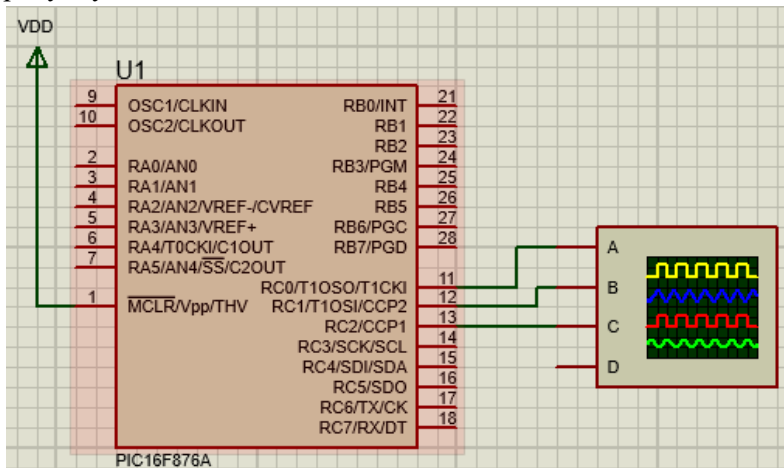 VDD
U1
9 OSC1/CLKIN RB0/INT 21
10 OSC2/CLKOUT RB1 22
RB2 23
2 RA0/AN0 RB3/PGM 24
3 RA1/AN1 RB4 25
4 RA2/AN2/VREF-/CVREF RB5 26
5 RA3/AN3/VREF+ RB6/PGC 27
6 RA4/T0CKI/C1OUT RB7/PGD 28
7 RA5/AN4/SS/C2OUT
RC0/T1OSO/T1CKI 11
1 MCLR/Vpp/THV RC1/T1OSI/CCP2 12
RC2/CCP1 13
RC3/SCK/SCL 14
RC4/SDI/SDA 15
RC5/SDO 16
RC6/TX/CK 17
RC7/RX/DT 18
PIC16F876A
A
B
C
D